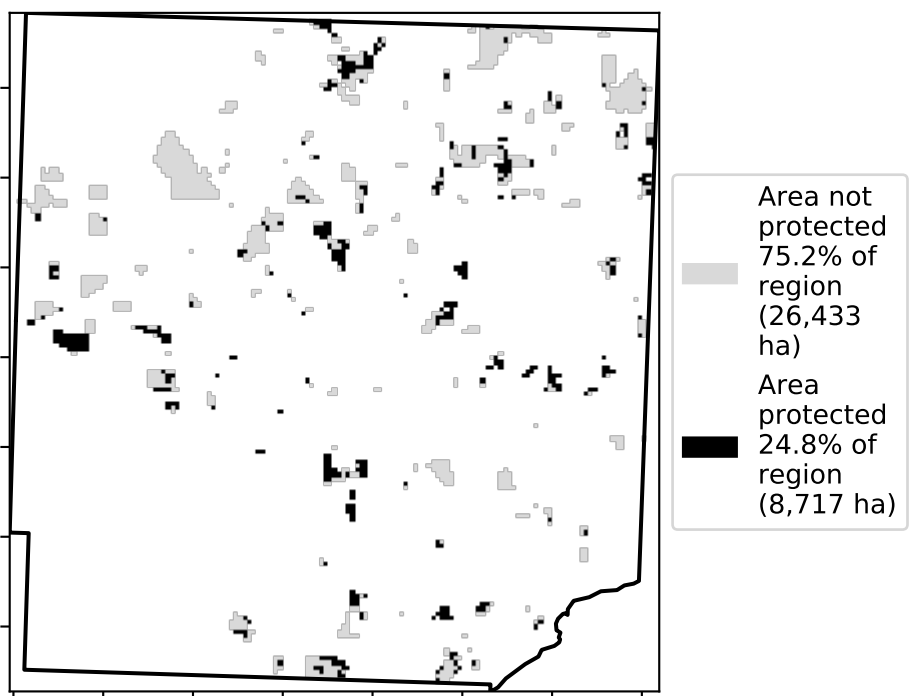 Area not
protected
75.2% of
region
(26,433
ha)
Area
protected
24.8% of
region
(8,717 ha)